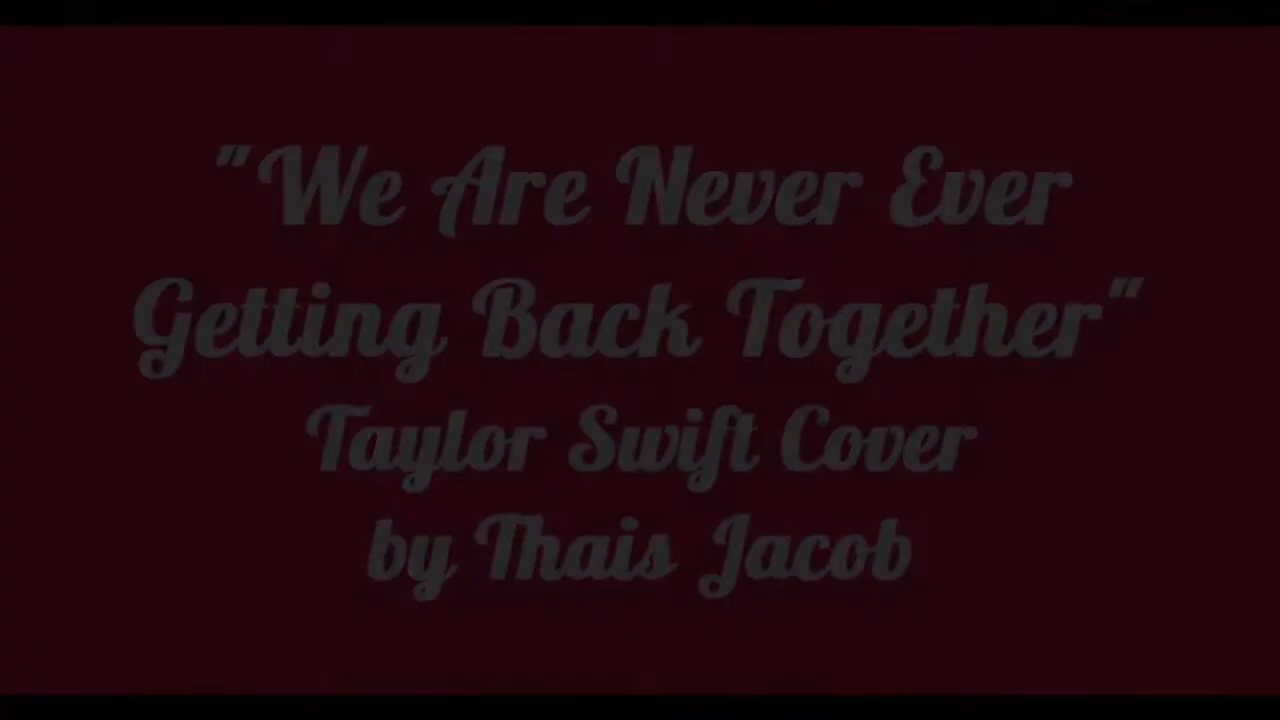 "We Are Never Ever
Getting Back Together"
Taylor Swift Cover
by Thais Jacob